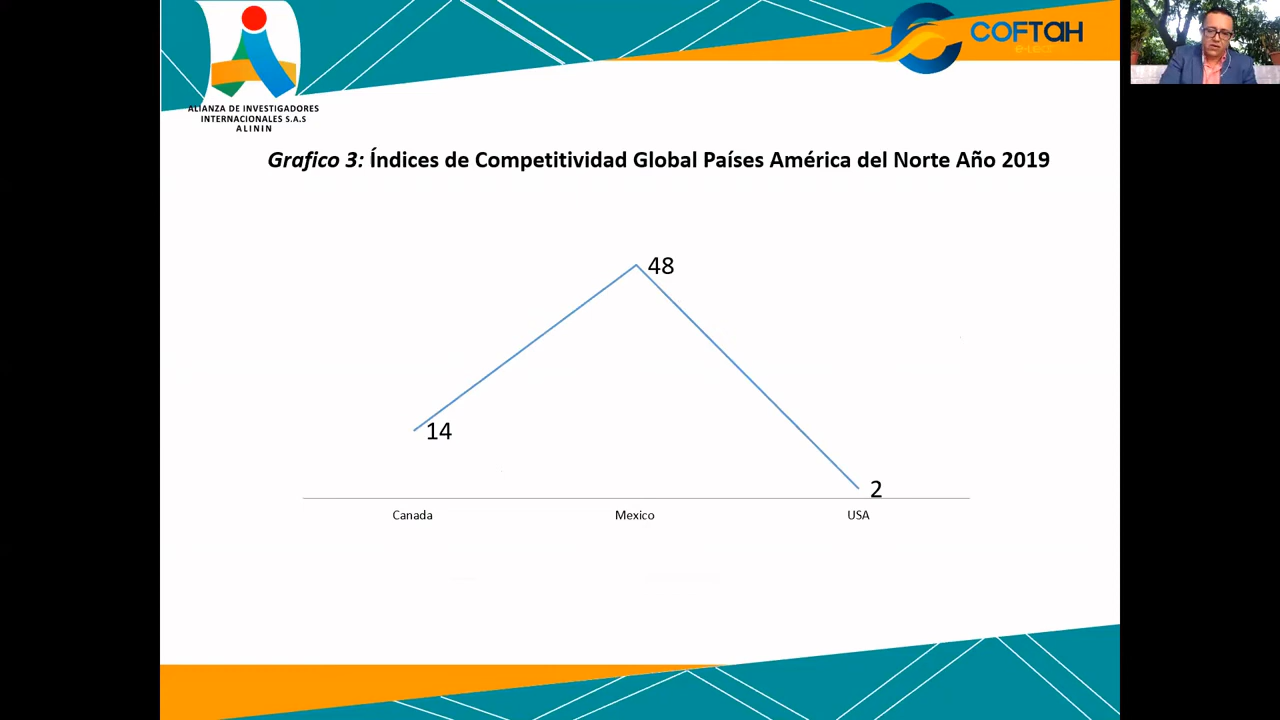 ALIANZA DE INVESTIGADORES
INTERNACIONALES S.A.S
ALININ
COFTAH
Grafico 3: Índices de Competitividad Global Países América del Norte Año 2019
48
14
2
Canada Mexico USA